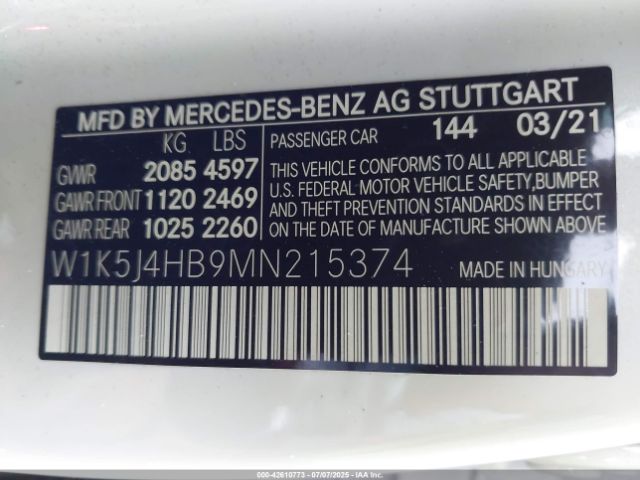 MFD BY MERCEDES-BENZ AG STUTTGART
KG LBS
GVWR 2085 4597
GAWR FRONT 1120 2469
GAWR REAR 1025 2260
PASSENGER CAR 144 03/21
THIS VEHICLE CONFORMS TO ALL APPLICABLE
U.S. FEDERAL MOTOR VEHICLE SAFETY,BUMPER
AND THEFT PREVENTION STANDARDS IN EFFECT
ON THE DATE OF MANUFACTURE SHOWN ABOVE
W1K5J4HB9MN215374 MADE IN HUNGARY
000-42610773 - 07/07/2025 - IAAI.com